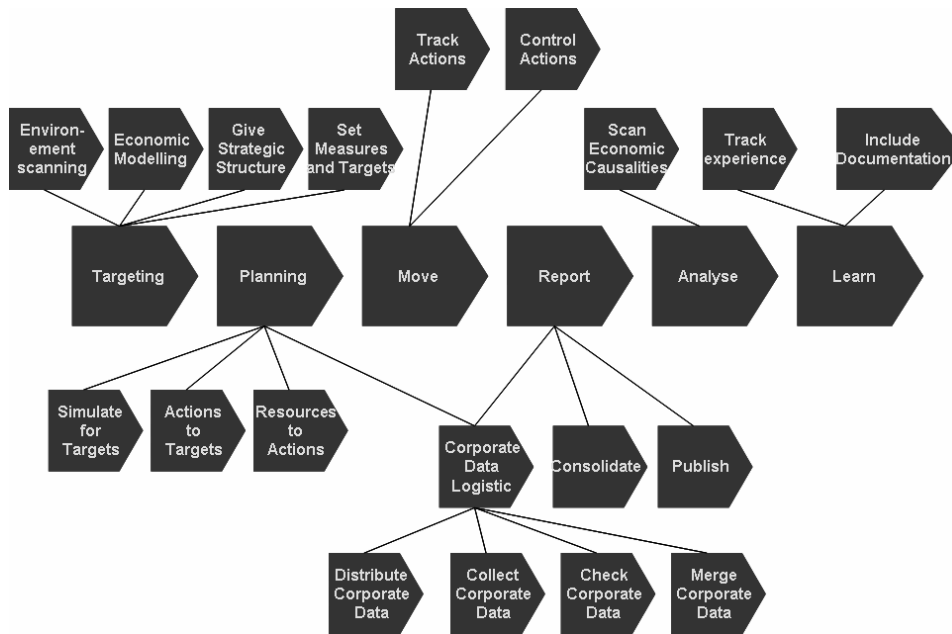 Track
Actions
Control
Actions
Environ-
ement
scanning
Economic
Modelling
Give
Strategic
Structure
Set
Measures
and Targets
Scan
Economic
Causalities
Track
experience
Include
Documentation
Targeting
Planning
Move
Report
Analyse
Learn
Simulate
for
Targets
Actions
to
Targets
Resources
to
Actions
Corporate
Data
Logistic
Consolidate
Publish
Distribute
Corporate
Data
Collect
Corporate
Data
Check
Corporate
Data
Merge
Corporate
Data